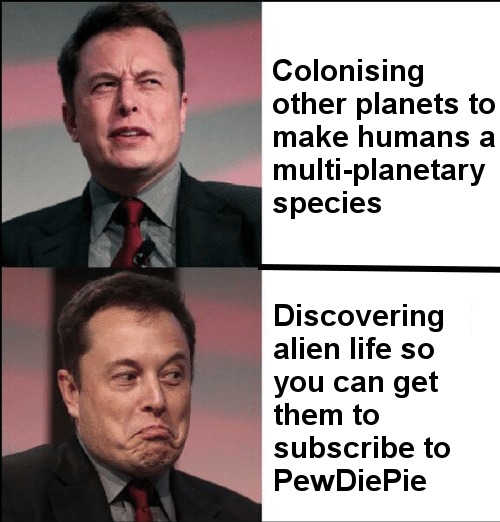 Colonising
other planets to
make humans a
multi-planetary
species
Discovering
alien life so
you can get
them to
subscribe to
PewDiePie